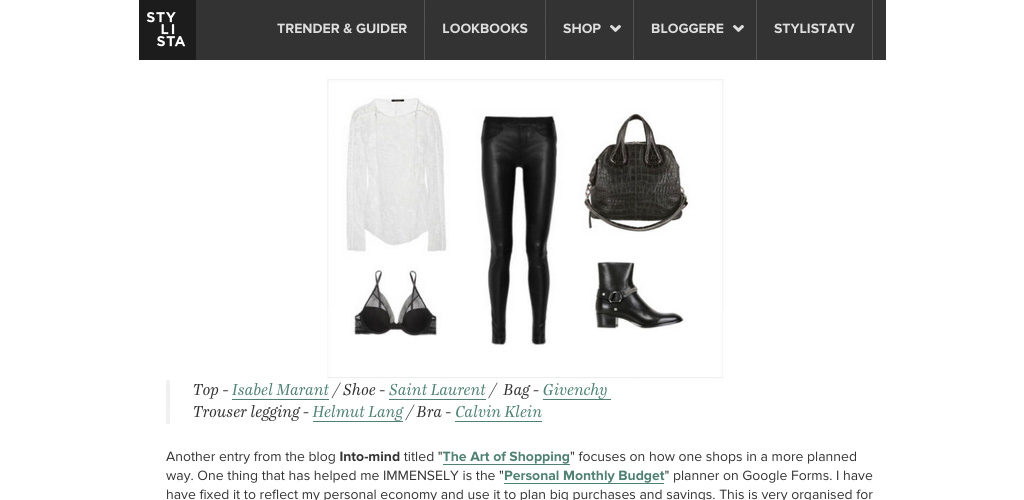 STY
LI
STA
TRENDER & GUIDER
LOOKBOOKS
SHOP
BLOGGERE
STYLISTATV
Top - Isabel Marant / Shoe - Saint Laurent / Bag - Givenchy
Trouser legging - Helmut Lang / Bra - Calvin Klein
Another entry from the blog Into-mind titled "The Art of Shopping" focuses on how one shops in a more planned
way. One thing that has helped me IMMENSELY is the "Personal Monthly Budget" planner on Google Forms. I have
have fixed it to reflect my personal economy and use it to plan big purchases and savings. This is very organised for